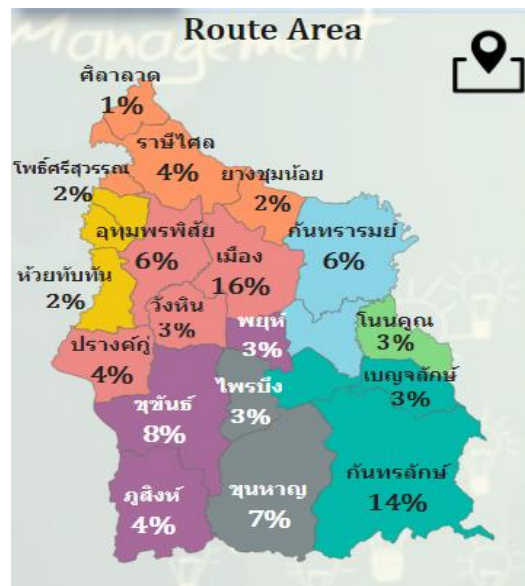 Management
Route Area
ศิลาลาด
1%
ราษีไศล
4%
ยางชุมน้อย
2%
โพธิ์ศรีสุวรรณ
2%
อุทุมพรพิสัย
6%
เมือง
16%
กันทรารมย์
6%
ห้วยทับทัน
2%
วังหิน
3%
พยุห์
3%
โนนคูณ
3%
ปรางค์กู่
4%
ไพรบึง
3%
เบญจลักษ์
3%
ขุขันธ์
8%
กันทรลักษ์
14%
ภูสิงห์
4%
ขุนหาญ
7%